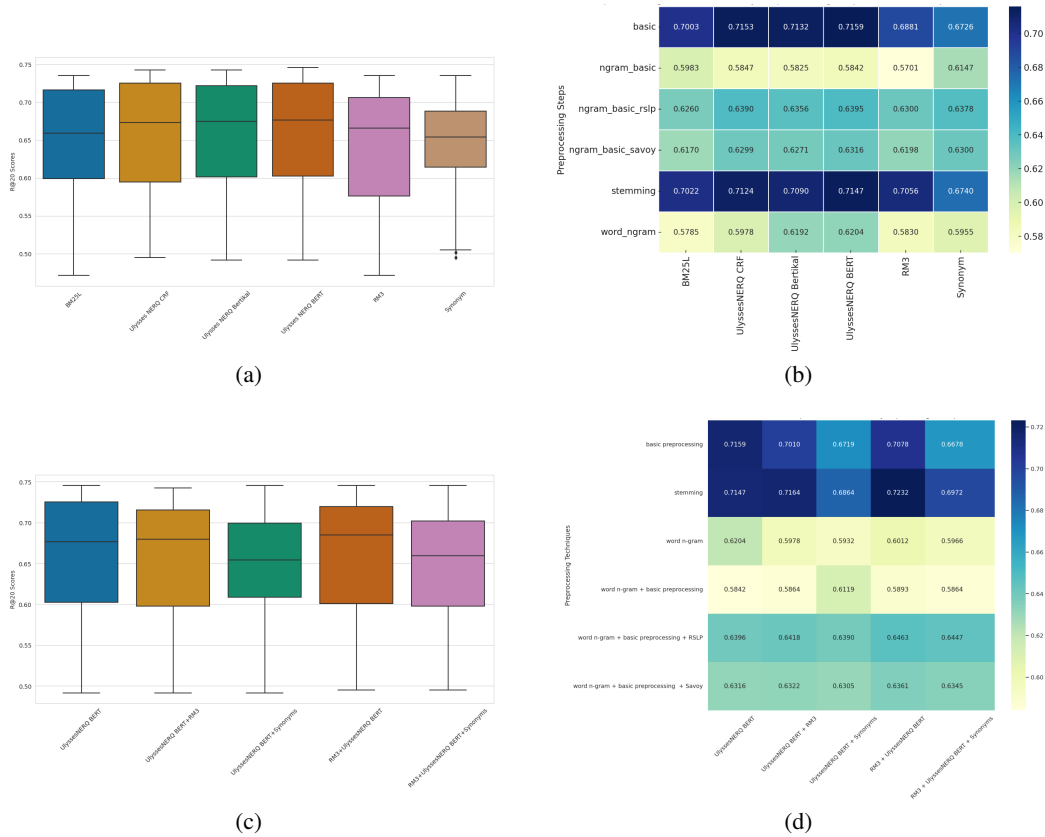 0.75
0.70
0.65
0.60
0.55
0.50
R@20 Scores
BM25L
Ulysses NERQ CRF
Ulysses NERQ Bertikal
Ulysses NERQ BERT
RM3
Synonym
(a)
Preprocessing Steps
basic 0.7003 0.7153 0.7132 0.7159 0.6881 0.6726
ngram_basic 0.5983 0.5847 0.5825 0.5842 0.5701 0.6147
ngram_basic_rslp 0.6260 0.6390 0.6356 0.6395 0.6300 0.6378
ngram_basic_savoy 0.6170 0.6299 0.6271 0.6316 0.6198 0.6300
stemming 0.7022 0.7124 0.7090 0.7147 0.7056 0.6740
word_ngram 0.5785 0.5978 0.6192 0.6204 0.5830 0.5955
BM25L
UlyssesNERQ CRF
UlyssesNERQ Bertikal
UlyssesNERQ BERT
RM3
Synonym
0.70
0.68
0.66
0.64
0.62
0.60
0.58
(b)
0.75
0.70
0.65
0.60
0.55
0.50
R@20 Scores
UlyssesNERQ BERT
UlyssesNERQ BERT+RM3
UlyssesNERQ BERT+Synonyms
RM3+UlyssesNERQ BERT
RM3+UlyssesNERQ BERT+Synonyms
(c)
Preprocessing Techniques
basic preprocessing 0.7159 0.7010 0.6719 0.7078 0.6678
stemming 0.7147 0.7164 0.6864 0.7232 0.6972
word n-gram 0.6204 0.5978 0.5932 0.6012 0.5966
word n-gram + basic preprocessing 0.5842 0.5864 0.6119 0.5893 0.5864
word n-gram + basic preprocessing + RSLP 0.6396 0.6418 0.6390 0.6463 0.6447
word n-gram + basic preprocessing + Savoy 0.6316 0.6322 0.6305 0.6361 0.6345
UlyssesNERQ BERT
UlyssesNERQ BERT + RM3
UlyssesNERQ BERT + Synonyms
RM3 + UlyssesNERQ BERT
RM3 + UlyssesNERQ BERT + Synonyms
0.72
0.70
0.68
0.66
0.64
0.62
0.60
(d)